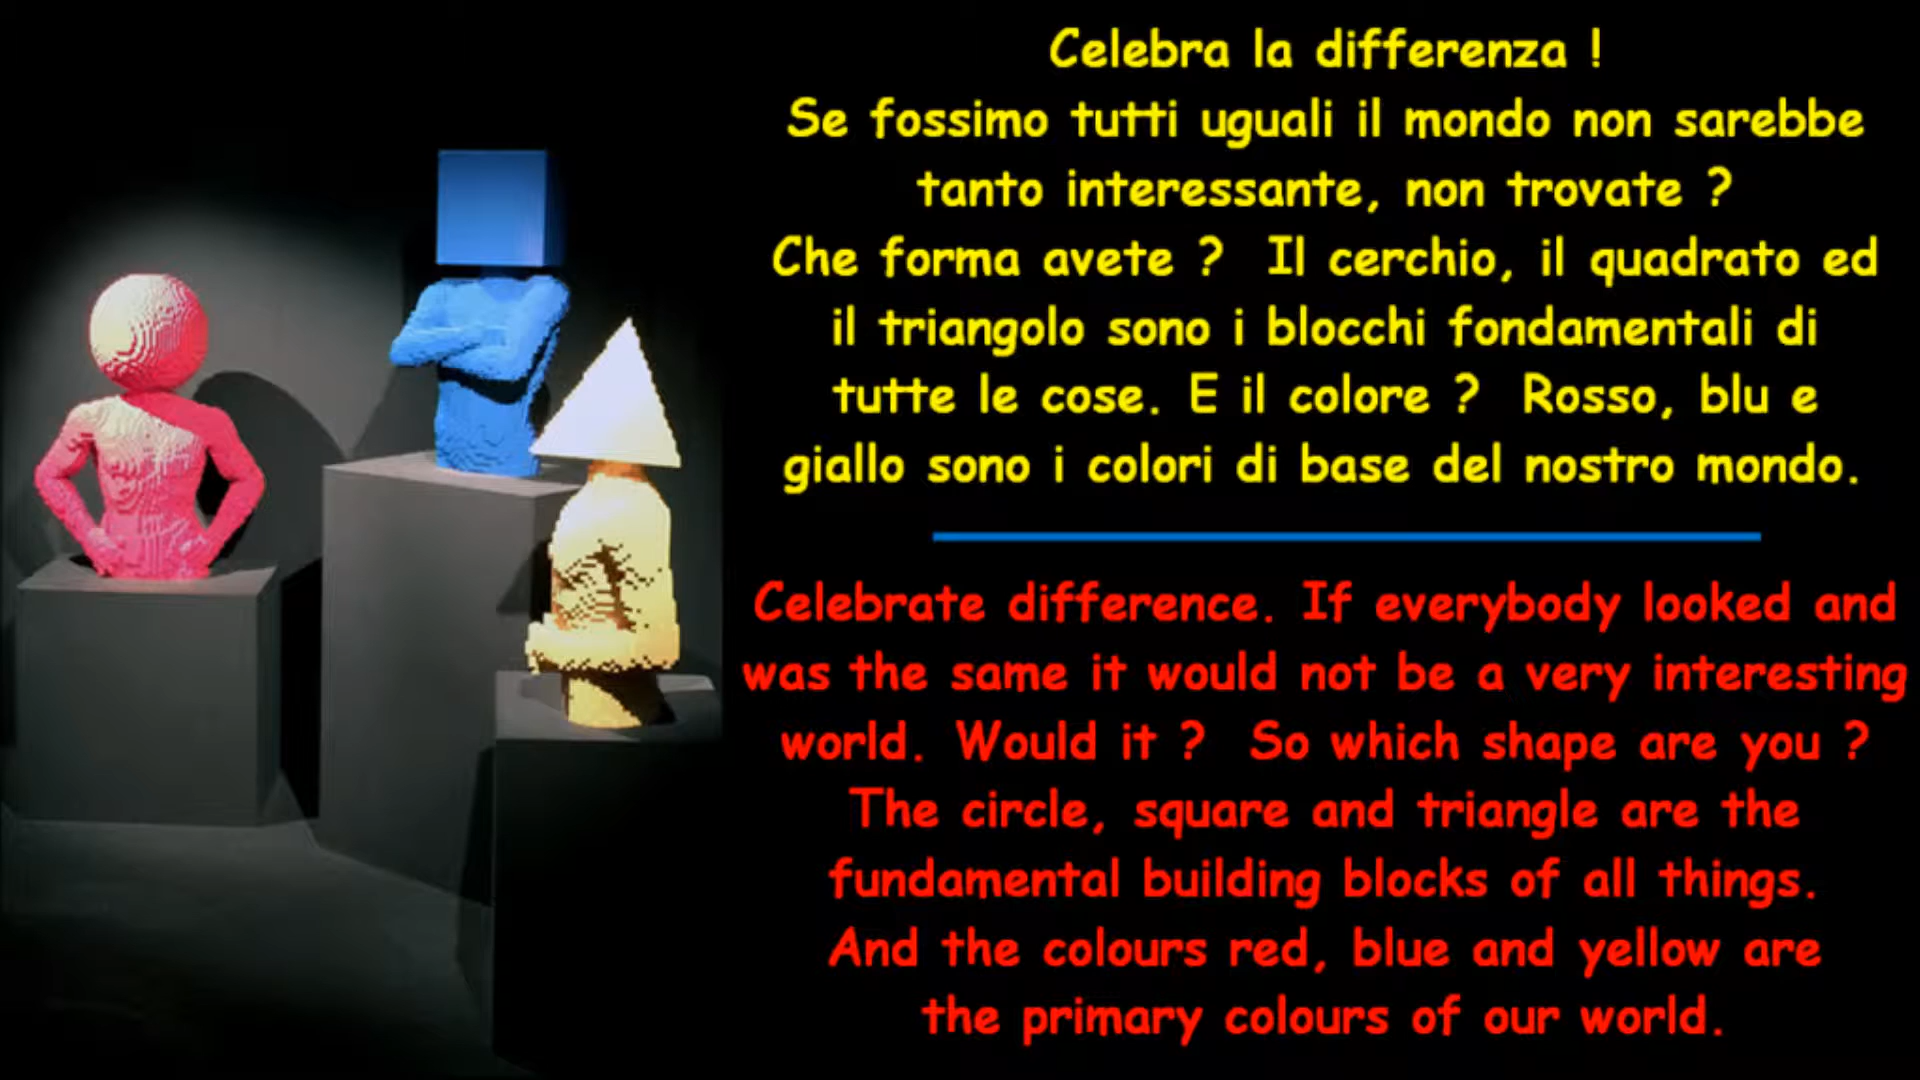 Celebra la differenza !
Se fossimo tutti uguali il mondo non sarebbe
tanto interessante, non trovate ?
Che forma avete ? Il cerchio, il quadrato ed
il triangolo sono i blocchi fondamentali di
tutte le cose. E il colore ? Rosso, blu e
giallo sono i colori di base del nostro mondo.
Celebrate difference. If everybody looked and
was the same it would not be a very interesting
world. Would it ? So which shape are you ?
The circle, square and triangle are the
fundamental building blocks of all things.
And the colours red, blue and yellow are
the primary colours of our world.